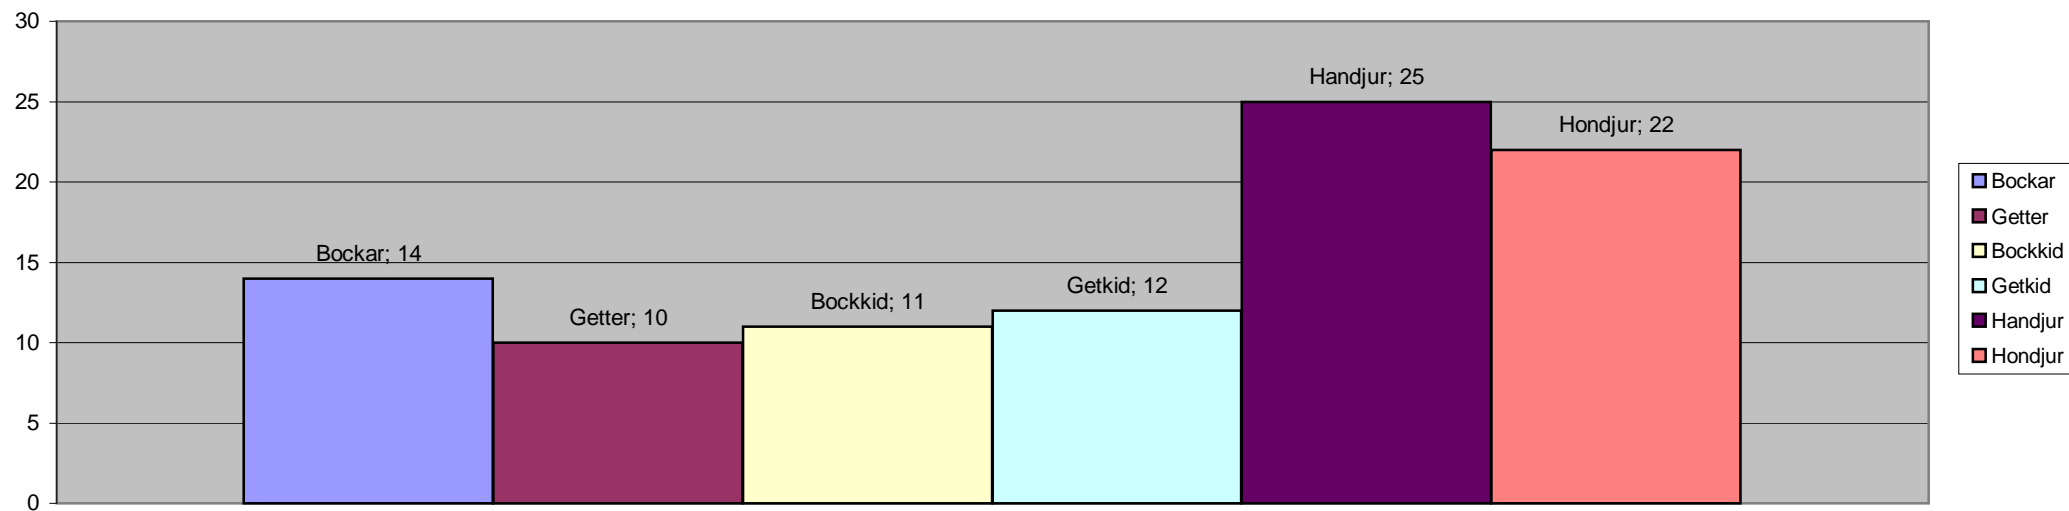 30
25
20
15
10
5
0
Bockar; 14
Getter; 10
Bockkid; 11
Getkid; 12
Handjur; 25
Hondjur; 22
Bockar
Getter
Bockkid
Getkid
Handjur
Hondjur